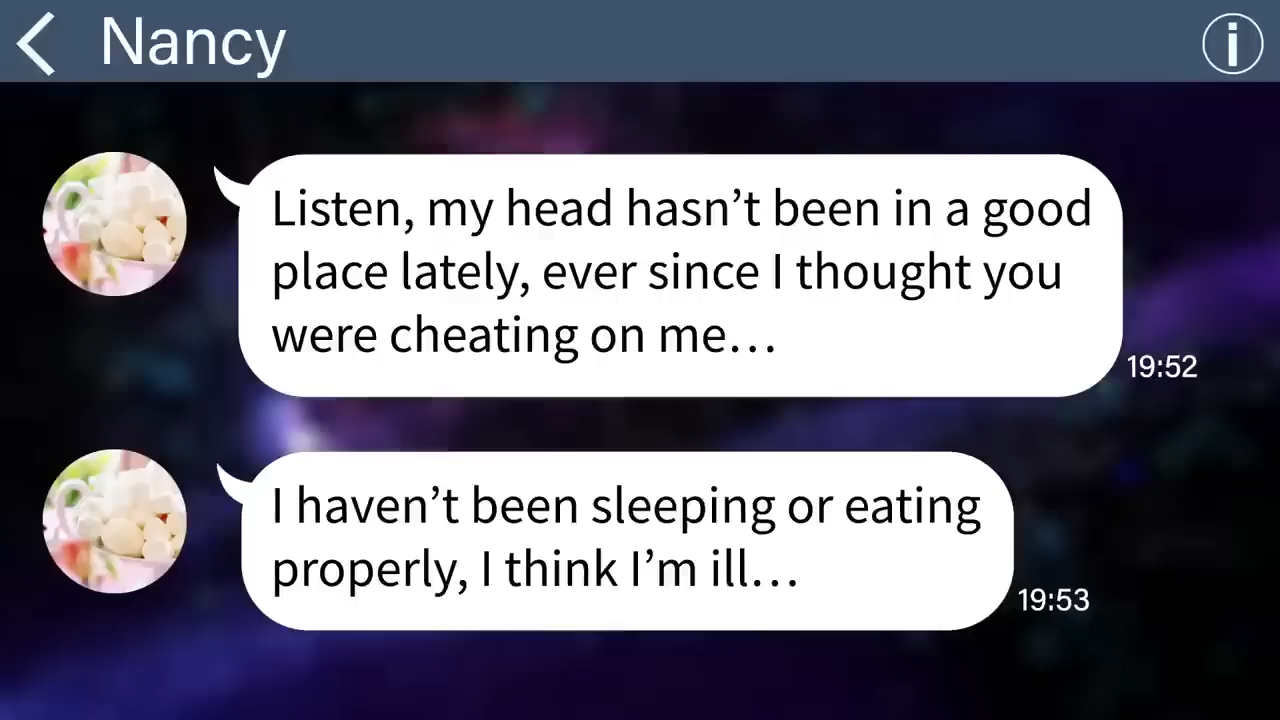 Nancy
Listen, my head hasn’t been in a good
place lately, ever since I thought you
were cheating on me…
19:52
I haven’t been sleeping or eating
properly, I think I’m ill…
19:53